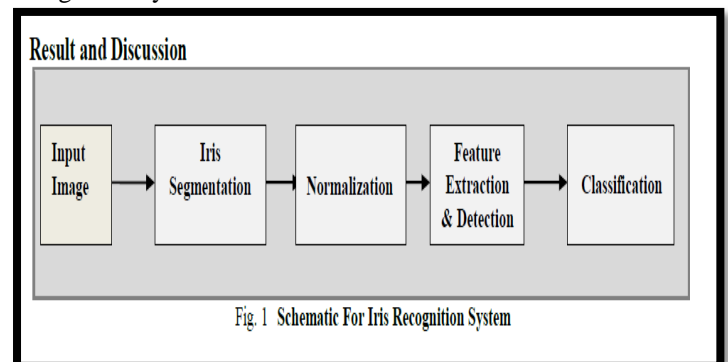 Result and Discussion
Input
Image
Iris
Segmentation
Normalization
Feature
Extraction
& Detection
Classification
Fig. 1 Schematic For Iris Recognition System